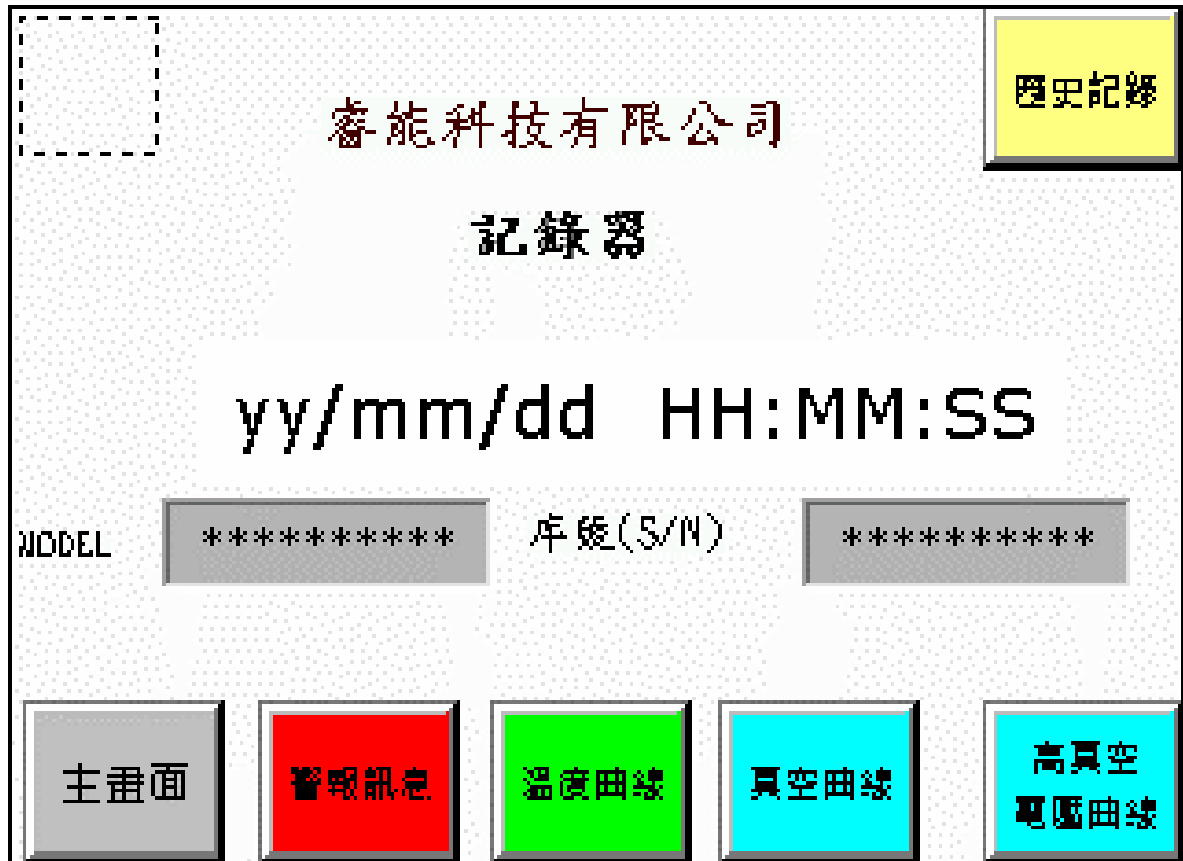 歷史記錄
睿能科技有限公司
記錄器
yy/mm/dd HH:MM:SS
MODEL
**********
序號(S/N)
**********
主畫面
警報訊息
溫度曲線
真空曲線
高真空
電壓曲線